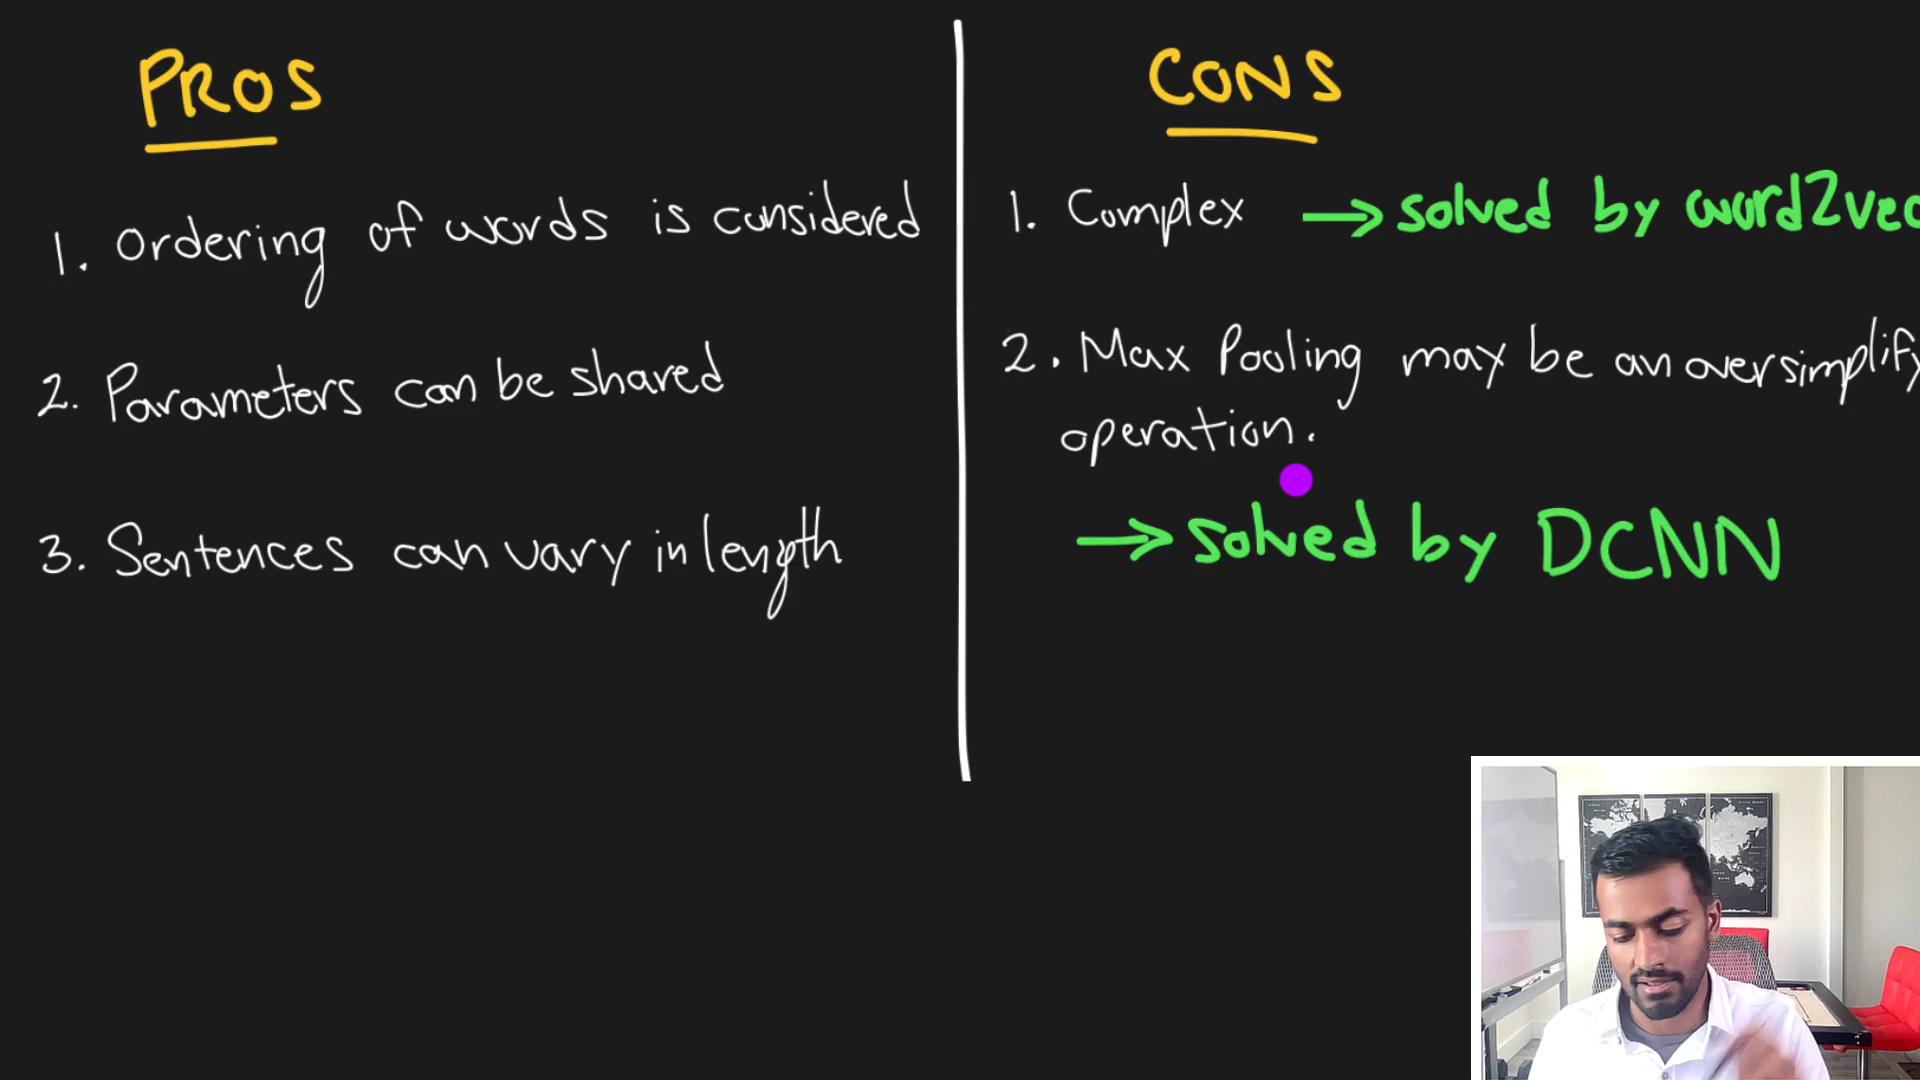 PROS
1. Ordering of words is considered
2. Parameters can be shared
3. Sentences can vary in length
CONS
1. Complex → solved by word2vec
2. Max Pooling may be an oversimplify
operation.
→ solved by DCNN